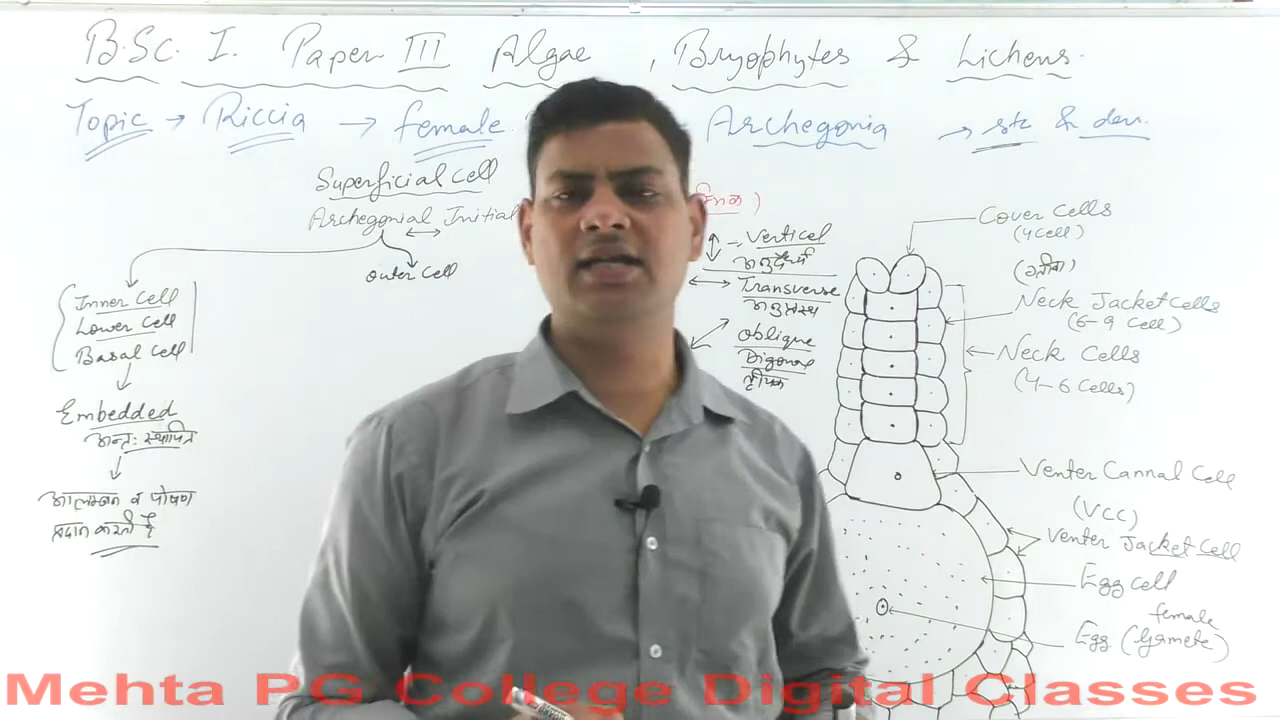 B.Sc. I. Paper III Algae, Bryophytes & Lichens.
Topic → Riccia → female Archegonia → str & dev.
Superficial cell
Archegonial Initial
outer cell
Inner cell
Lower cell
Basal cell
Embedded
अन्तः स्थापित
आलम्बन व पोषण
प्रदान करती है
Vertical
अनुदैर्ध्य
Transverse
अनुप्रस्थ
Oblique
Cover Cells
(4 cell)
Neck Jacket Cells
(6-9 Cell)
Neck Cells
(4-6 Cells)
Venter Cannal Cell
(VCC)
Venter Jacket Cell
Egg cell
Egg (female Gamete)
Mehta PG College Digital Classes